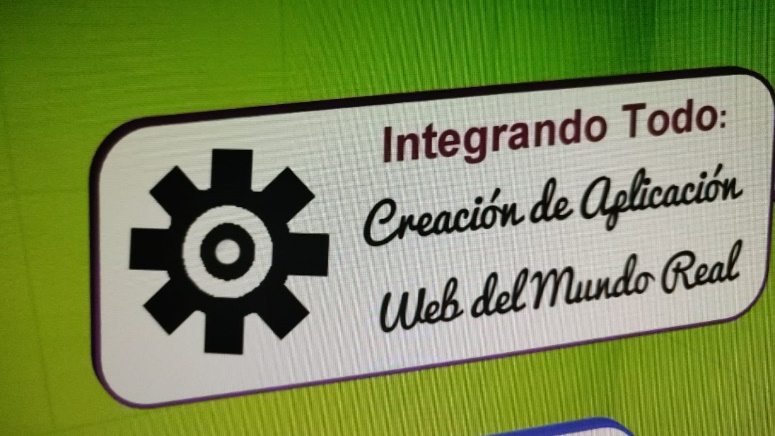 Integrando Todo:
Creación de Aplicación
Web del Mundo Real